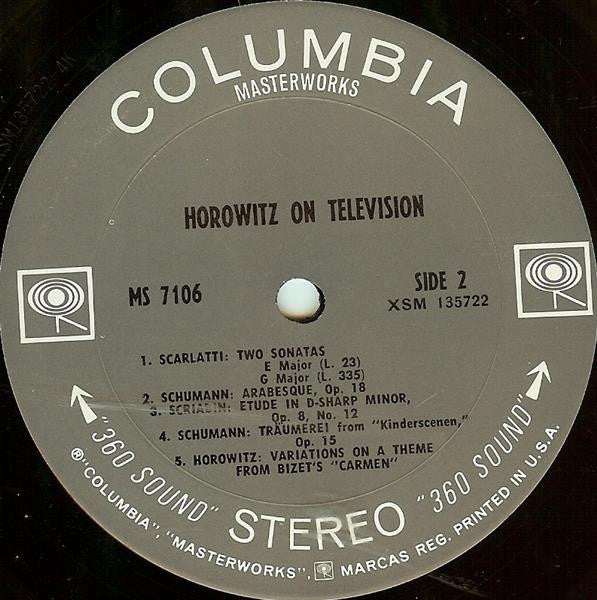 COLUMBIA
MASTERWORKS
HOROWITZ ON TELEVISION
MS 7106
SIDE 2
XSM 135722
1. SCARLATTI: TWO SONATAS
E Major (L. 23)
G Major (L. 335)
2. SCHUMANN: ARABESQUE, Op. 18
3. SCRIABIN: ETUDE IN D-SHARP MINOR,
Op. 8, No. 12
4. SCHUMANN: TRÄUMEREI from "Kinderscenen,"
Op. 15
5. HOROWITZ: VARIATIONS ON A THEME
FROM BIZET'S "CARMEN"
"360 SOUND" STEREO "360 SOUND"
®"COLUMBIA", "MASTERWORKS", MARCAS REG. PRINTED IN U.S.A.
XSM135722-4K